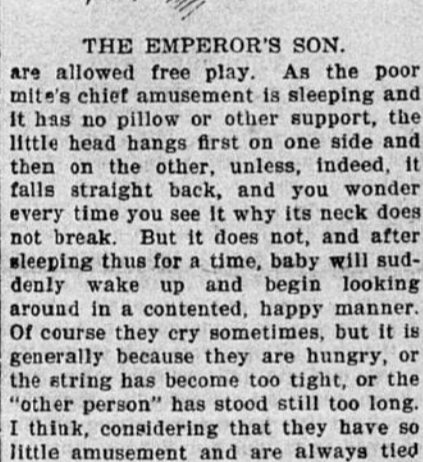 THE EMPEROR'S SON.
are allowed free play. As the poor
mite's chief amusement is sleeping and
it has no pillow or other support, the
little head hangs first on one side and
then on the other, unless, indeed, it
falls straight back, and you wonder
every time you see it why its neck does
not break. But it does not, and after
sleeping thus for a time, baby will sud-
denly wake up and begin looking
around in a contented, happy manner.
Of course they cry sometimes, but it is
generally because they are hungry, or
the string has become too tight, or the
"other person" has stood still too long.
I think, considering that they have so
little amusement and are always tied